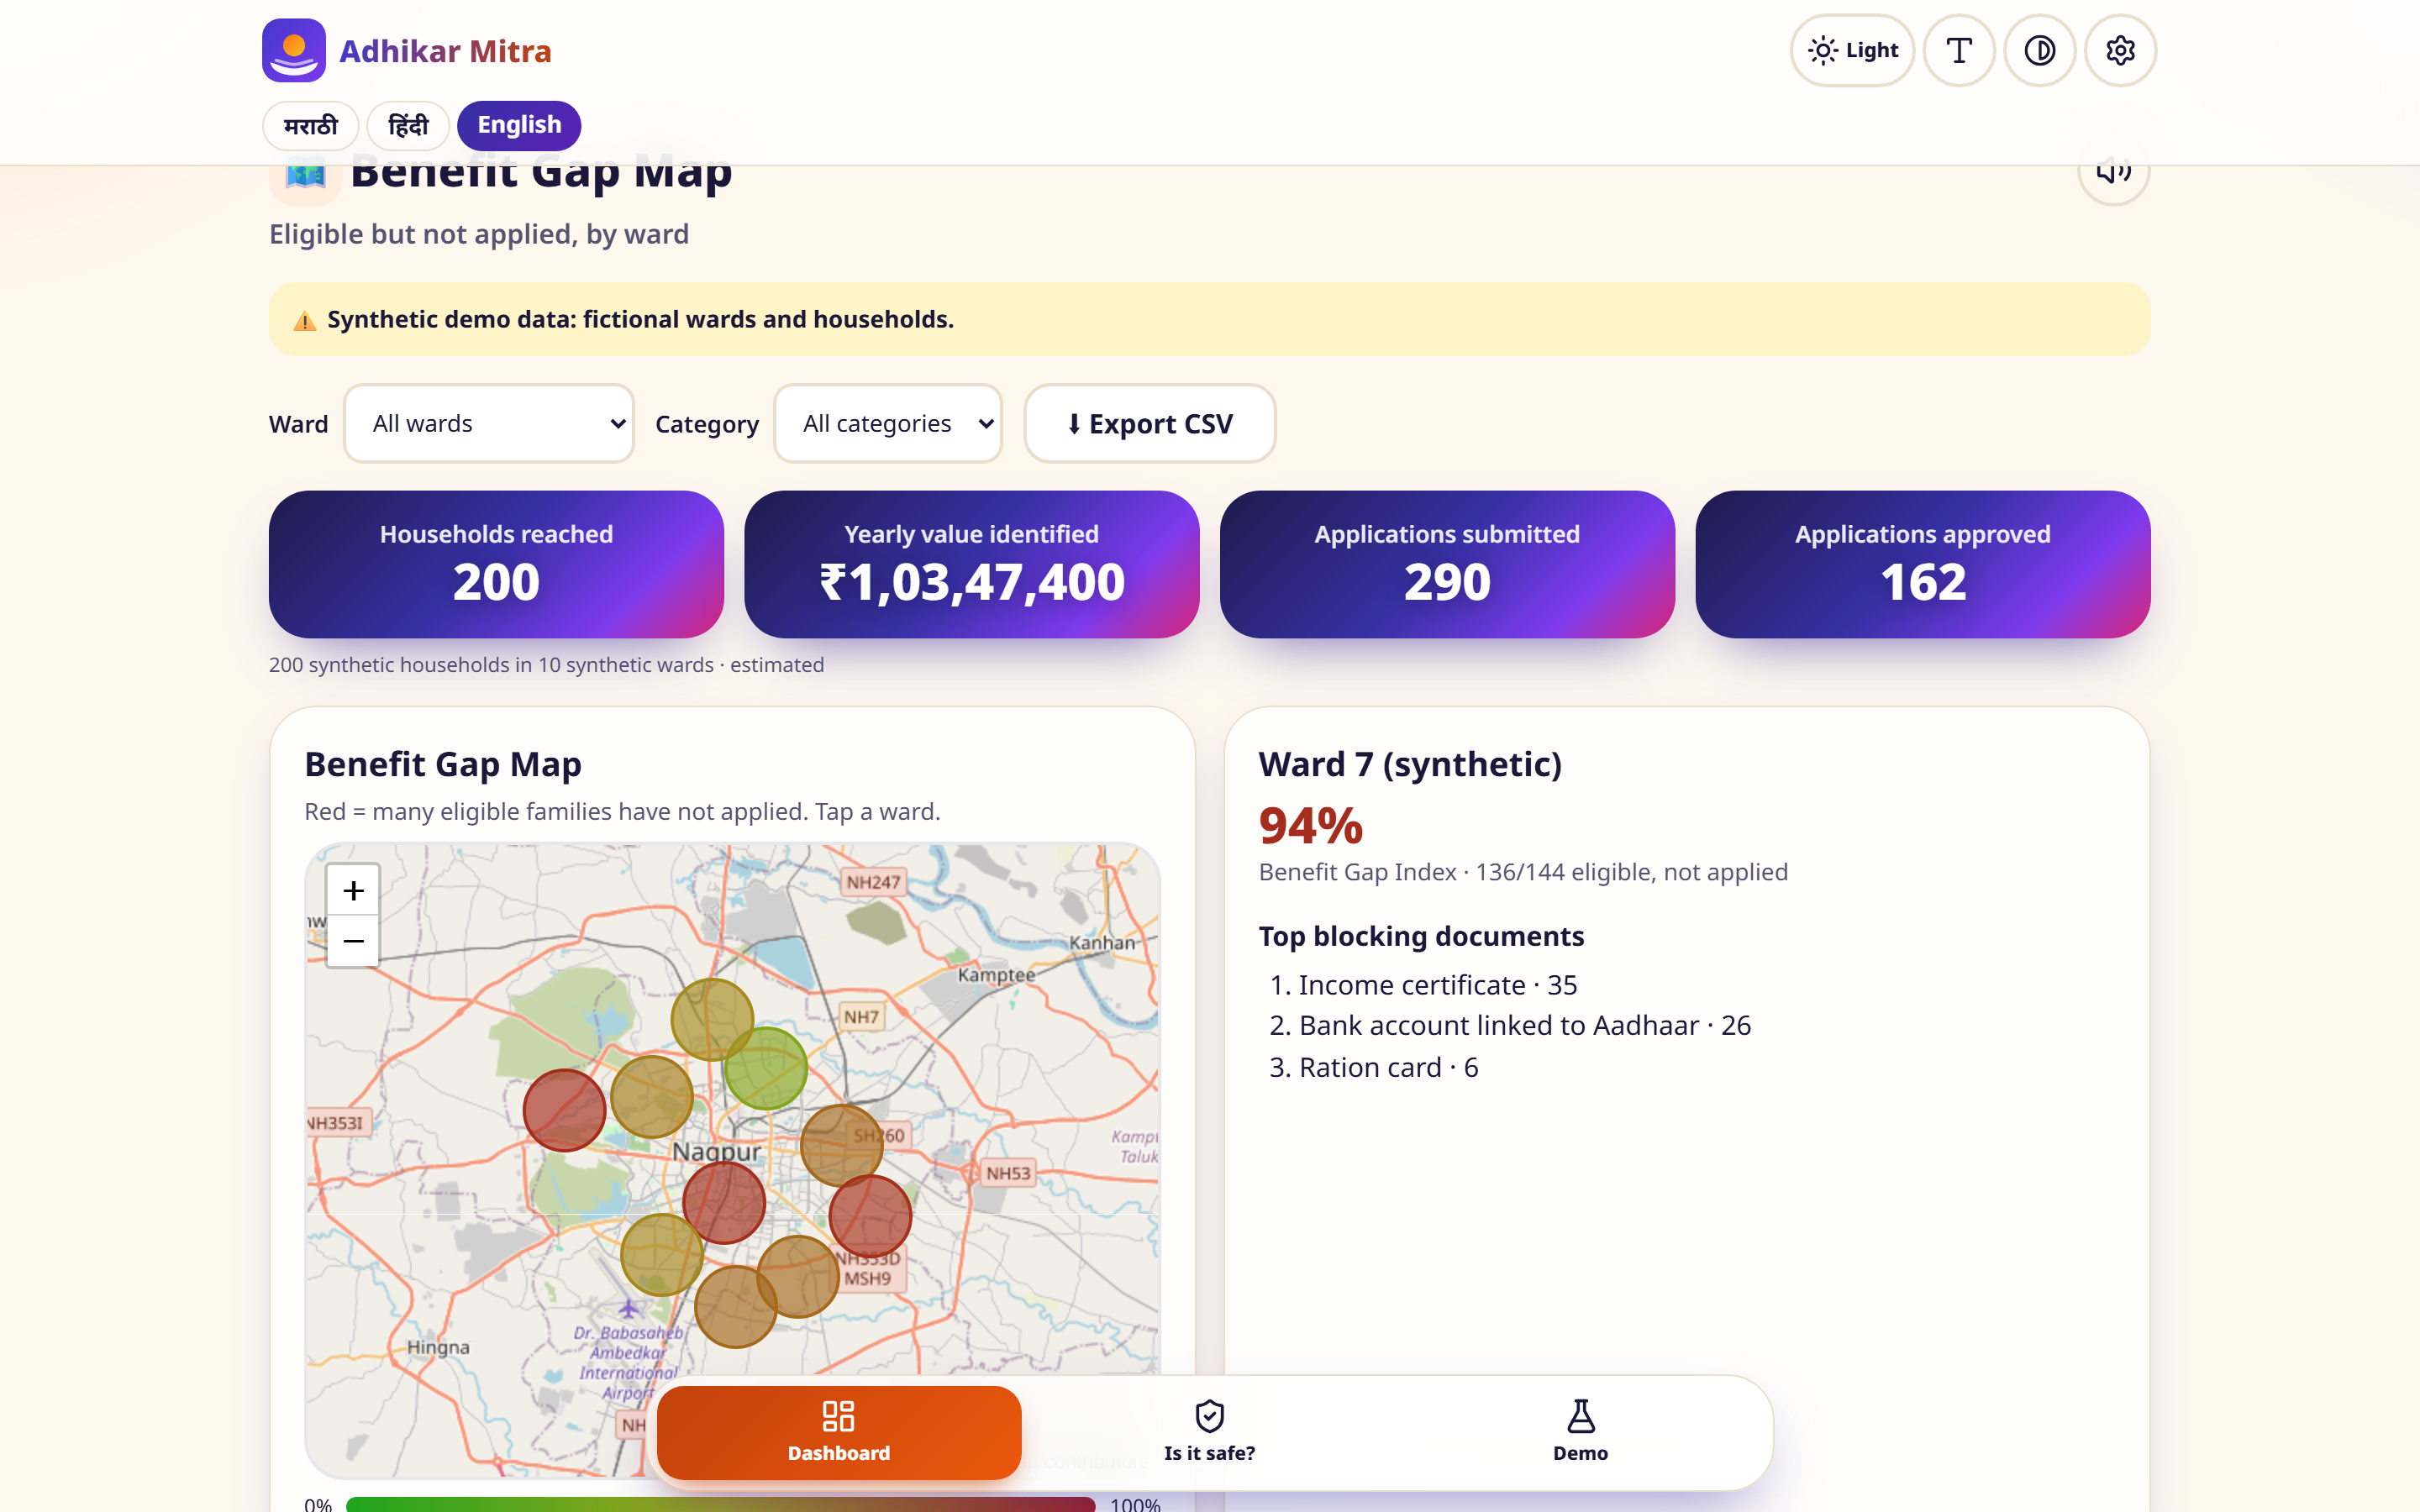 Adhikar Mitra
Light
मराठी
हिंदी
English
Benefit Gap Map
Eligible but not applied, by ward
⚠️ Synthetic demo data: fictional wards and households.
Ward
All wards
Category
All categories
⬇ Export CSV
Households reached
200
Yearly value identified
₹1,03,47,400
Applications submitted
290
Applications approved
162
200 synthetic households in 10 synthetic wards · estimated
Benefit Gap Map
Red = many eligible families have not applied. Tap a ward.
+
−
NH247
Kanhan
Kamptee
NH7
NH353I
SH260
Nagpur
NH53
NH353D
MSH9
Dr. Babasaheb
Ambedkar
International
Airport
Hingna
NH
0%
100%
Ward 7 (synthetic)
94%
Benefit Gap Index · 136/144 eligible, not applied
Top blocking documents
1. Income certificate · 35
2. Bank account linked to Aadhaar · 26
3. Ration card · 6
Dashboard
Is it safe?
Demo